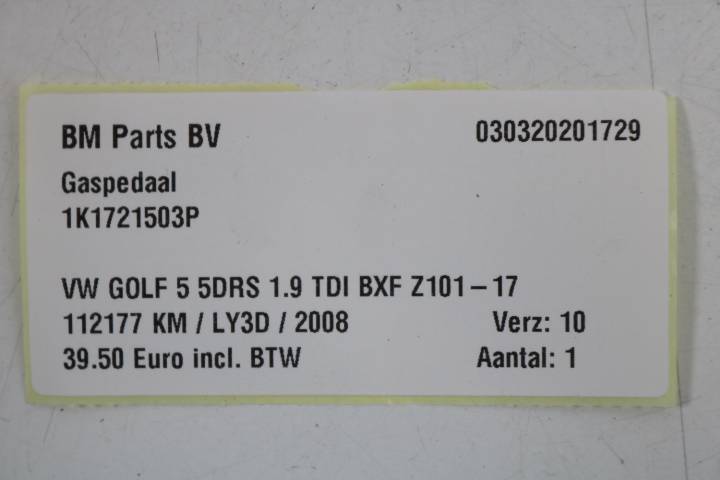 BM Parts BV 030320201729
Gaspedaal
1K1721503P
VW GOLF 5 5DRS 1.9 TDI BXF Z101-17
112177 KM / LY3D / 2008 Verz: 10
39.50 Euro incl. BTW Aantal: 1